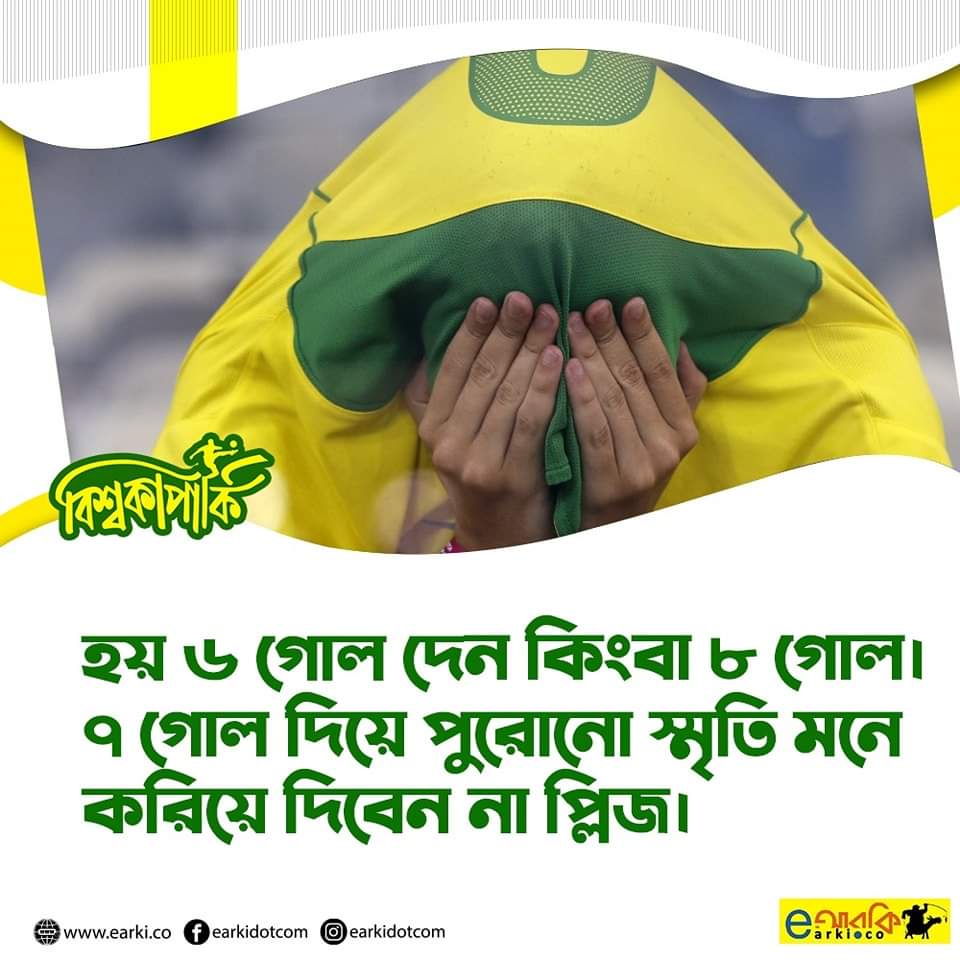 বিশ্বকাপার্কি
হয় ৬ গোল দেন কিংবা ৮ গোল।
৭ গোল দিয়ে পুরোনো স্মৃতি মনে
করিয়ে দিবেন না প্লিজ।
www.earki.co earkidotcom earkidotcom
eআরকি
earki.co